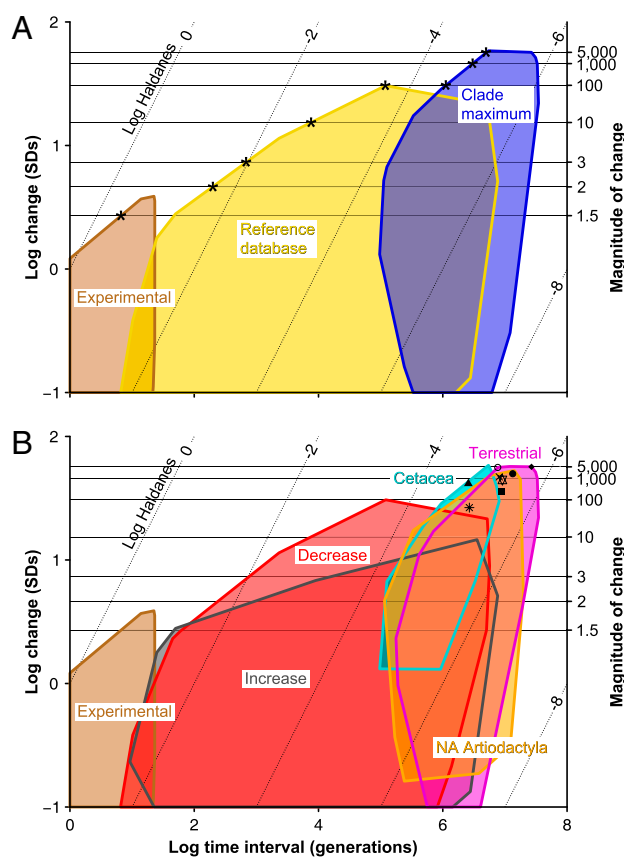 A
2
1
0
−1
Log change (SDs)
Log Haldanes
0
-2
-4
-6
-8
5,000
1,000
100
10
3
2
1.5
Magnitude of change
Clade
maximum
Reference
database
Experimental
B
2
1
0
−1
Log change (SDs)
Log Haldanes
0
-2
-4
-6
-8
Terrestrial
Cetacea
Decrease
Increase
Experimental
NA Artiodactyla
5,000
1,000
100
10
3
2
1.5
Magnitude of change
0
2
4
6
8
Log time interval (generations)